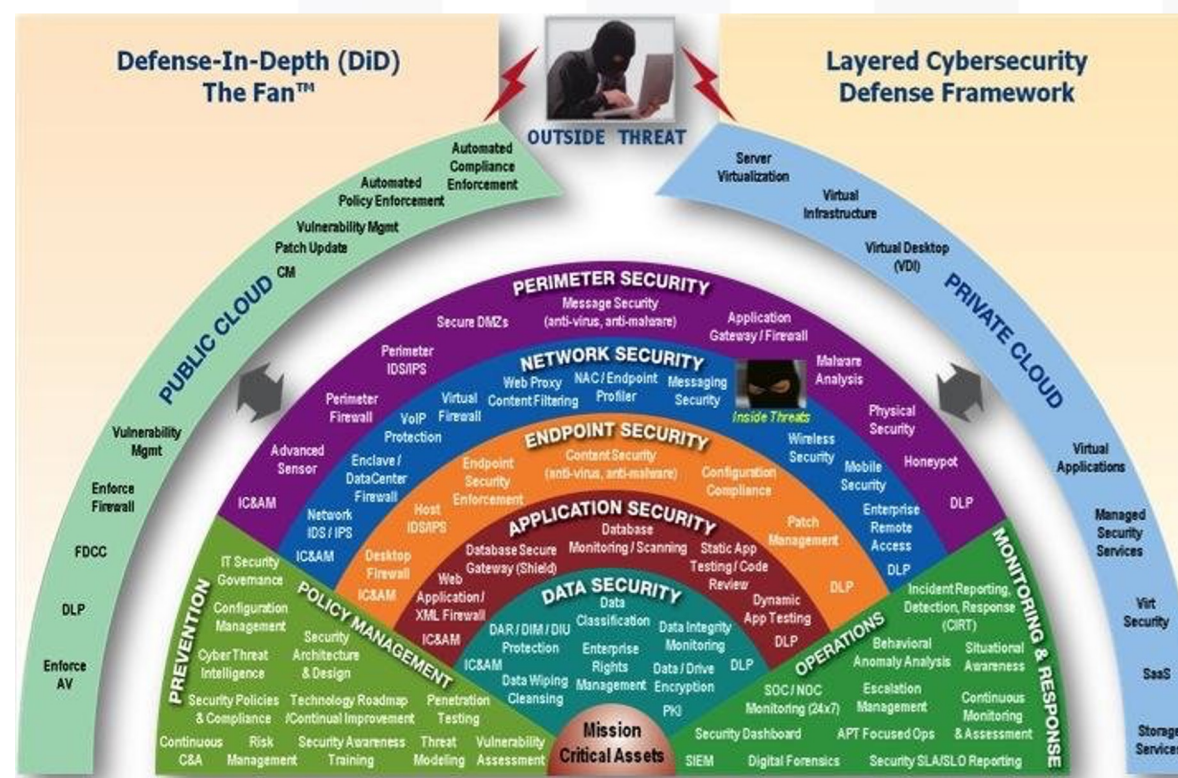 Defense-In-Depth (DiD)
The Fan™
OUTSIDE THREAT
Layered Cybersecurity
Defense Framework
PUBLIC CLOUD
Automated
Compliance
Enforcement
Automated
Policy Enforcement
Vulnerability Mgmt
Patch Update
CM
Vulnerability
Mgmt
Enforce
Firewall
FDCC
DLP
Enforce
AV
PRIVATE CLOUD
Server
Virtualization
Virtual
Infrastructure
Virtual Desktop
(VDI)
Virtual
Applications
Managed
Security
Services
Virt
Security
SaaS
Storage
Services
PERIMETER SECURITY
IC&AM
Advanced
Sensor
Perimeter
Firewall
Perimeter
IDS/IPS
Secure DMZs
Message Security
(anti-virus, anti-malware)
Application
Gateway / Firewall
Malware
Analysis
Physical
Security
Honeypot
DLP
NETWORK SECURITY
IC&AM
Network
IDS / IPS
Enclave /
DataCenter
Firewall
VoIP
Protection
Virtual
Firewall
Web Proxy
Content Filtering
NAC / Endpoint
Profiler
Messaging
Security
Inside Threats
Wireless
Security
Mobile
Security
Enterprise
Remote
Access
DLP
ENDPOINT SECURITY
IC&AM
Desktop
Firewall
Host
IDS/IPS
Endpoint
Security
Enforcement
Content Security
(anti-virus, anti-malware)
Configuration
Compliance
Patch
Management
DLP
APPLICATION SECURITY
IC&AM
Web
Application /
XML Firewall
Database Secure
Gateway (Shield)
Database
Monitoring / Scanning
Static App
Testing / Code
Review
Dynamic
App Testing
DLP
DATA SECURITY
IC&AM
DAR / DIM / DIU
Protection
Data Wiping
Cleansing
Data
Classification
Enterprise
Rights
Management
Data Integrity
Monitoring
Data / Drive
Encryption
PKI
DLP
PREVENTION
POLICY MANAGEMENT
IT Security
Governance
Configuration
Management
Security
Architecture
& Design
CyberThreat
Intelligence
Security Policies
& Compliance
Technology Roadmap
/Continual Improvement
Penetration
Testing
Continuous
C&A
Risk
Management
Security Awareness
Training
Threat
Modeling
Vulnerability
Assessment
Mission
Critical Assets
OPERATIONS
MONITORING & RESPONSE
Incident Reporting,
Detection, Response
(CIRT)
Behavioral
Anomaly Analysis
Situational
Awareness
SOC / NOC
Monitoring (24x7)
Escalation
Management
Continuous
Monitoring
& Assessment
Security Dashboard
APT Focused Ops
SIEM
Digital Forensics
Security SLA/SLO Reporting